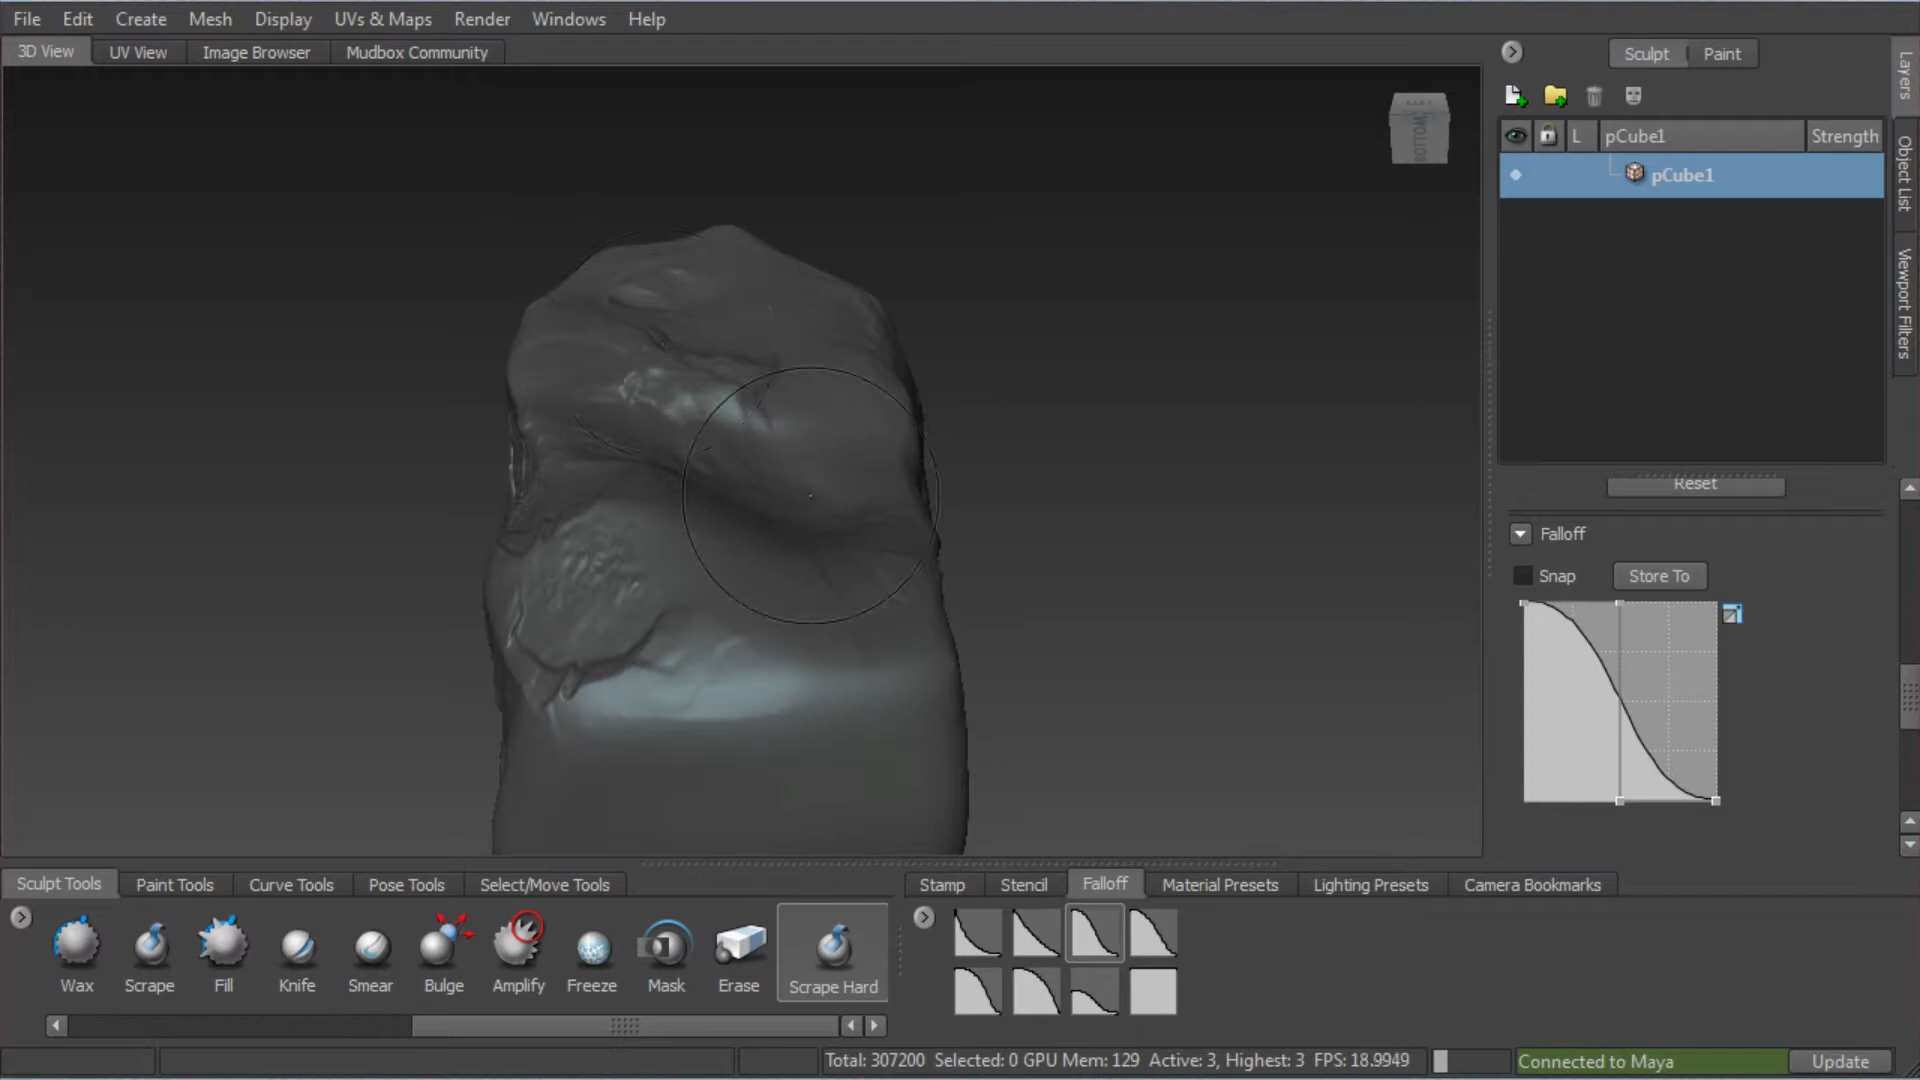 File Edit Create Mesh Display UVs & Maps Render Windows Help
3D View UV View Image Browser Mudbox Community
Sculpt Paint
Layers
Object List
Viewport Filters
L pCube1 Strength
pCube1
BOTTOM
Reset
Falloff
Snap Store To
Sculpt Tools Paint Tools Curve Tools Pose Tools Select/Move Tools
Stamp Stencil Falloff Material Presets Lighting Presets Camera Bookmarks
Wax Scrape Fill Knife Smear Bulge Amplify Freeze Mask Erase Scrape Hard
Total: 307200 Selected: 0 GPU Mem: 129 Active: 3, Highest: 3 FPS: 18.9949
Connected to Maya Update